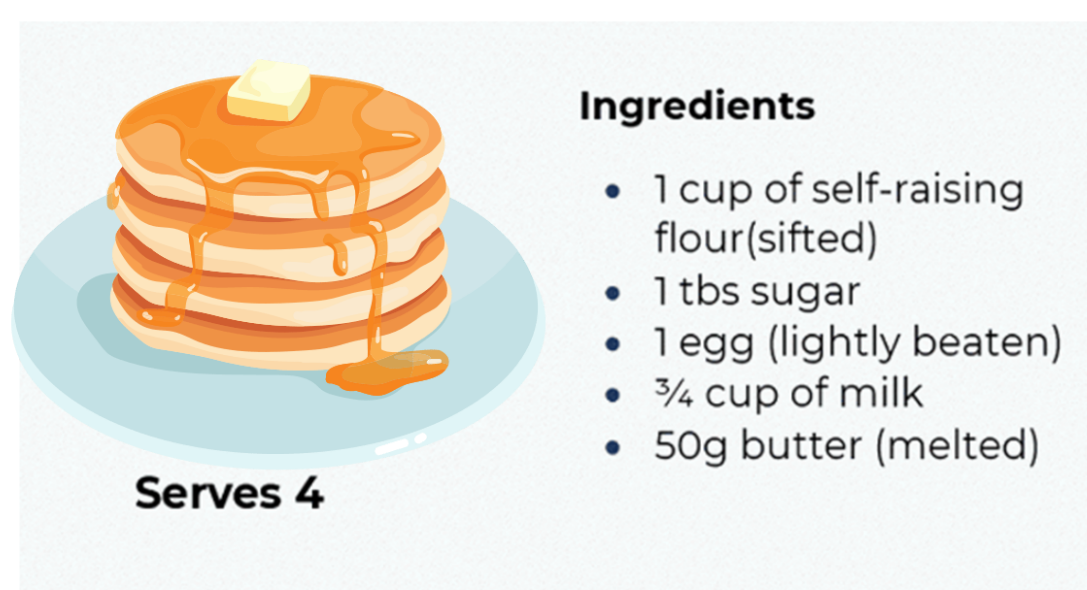 Ingredients
1 cup of self-raising
flour(sifted)
1 tbs sugar
1 egg (lightly beaten)
¾ cup of milk
50g butter (melted)
Serves 4